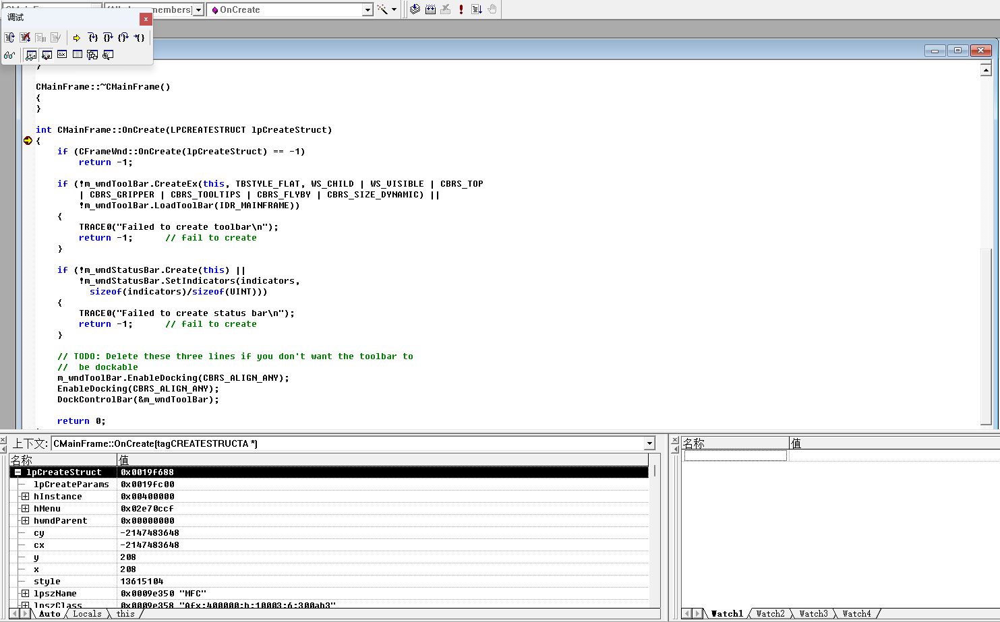 members]
OnCreate
调试
}
CMainFrame::~CMainFrame()
{
}
int CMainFrame::OnCreate(LPCREATESTRUCT lpCreateStruct)
{
if (CFrameWnd::OnCreate(lpCreateStruct) == -1)
return -1;
if (!m_wndToolBar.CreateEx(this, TBSTYLE_FLAT, WS_CHILD | WS_VISIBLE | CBRS_TOP
| CBRS_GRIPPER | CBRS_TOOLTIPS | CBRS_FLYBY | CBRS_SIZE_DYNAMIC) ||
!m_wndToolBar.LoadToolBar(IDR_MAINFRAME))
{
TRACE0("Failed to create toolbar\n");
return -1;      // fail to create
}
if (!m_wndStatusBar.Create(this) ||
!m_wndStatusBar.SetIndicators(indicators,
sizeof(indicators)/sizeof(UINT)))
{
TRACE0("Failed to create status bar\n");
return -1;      // fail to create
}
// TODO: Delete these three lines if you don't want the toolbar to
//  be dockable
m_wndToolBar.EnableDocking(CBRS_ALIGN_ANY);
EnableDocking(CBRS_ALIGN_ANY);
DockControlBar(&m_wndToolBar);
return 0;
上下文: CMainFrame::OnCreate(tagCREATESTRUCTA *)
名称 值
lpCreateStruct 0x0019f688
lpCreateParams 0x0019fc00
hInstance 0x00400000
hMenu 0x02e70ccf
hwndParent 0x00000000
cy -2147483648
cx -2147483648
y 208
x 208
style 13615104
lpszName 0x0009e350 "MFC"
lpszClass 0x0009e358 "Afx:400000:b:10003:6:300ab3"
Auto Locals this
名称 值
Watch1 Watch2 Watch3 Watch4